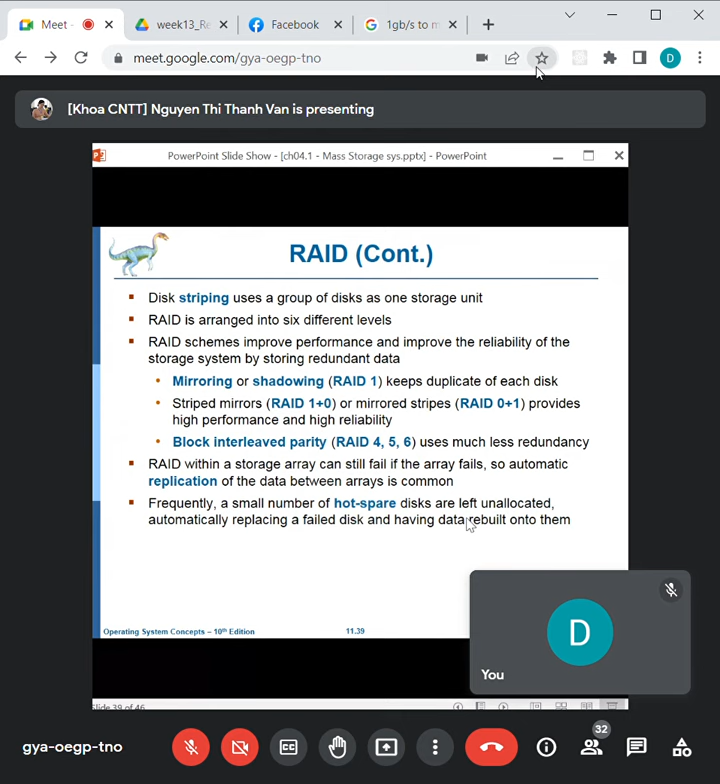 Meet -
week13_Re
Facebook
1gb/s to m
meet.google.com/gya-oegp-tno
D
[Khoa CNTT] Nguyen Thi Thanh Van is presenting
PowerPoint Slide Show - [ch04.1 - Mass Storage sys.pptx] - PowerPoint
RAID (Cont.)
Disk striping uses a group of disks as one storage unit
RAID is arranged into six different levels
RAID schemes improve performance and improve the reliability of the
storage system by storing redundant data
Mirroring or shadowing (RAID 1) keeps duplicate of each disk
Striped mirrors (RAID 1+0) or mirrored stripes (RAID 0+1) provides
high performance and high reliability
Block interleaved parity (RAID 4, 5, 6) uses much less redundancy
RAID within a storage array can still fail if the array fails, so automatic
replication of the data between arrays is common
Frequently, a small number of hot-spare disks are left unallocated,
automatically replacing a failed disk and having data rebuilt onto them
Operating System Concepts – 10th Edition
11.39
D
You
Slide 39 of 46
gya-oegp-tno
CC
32